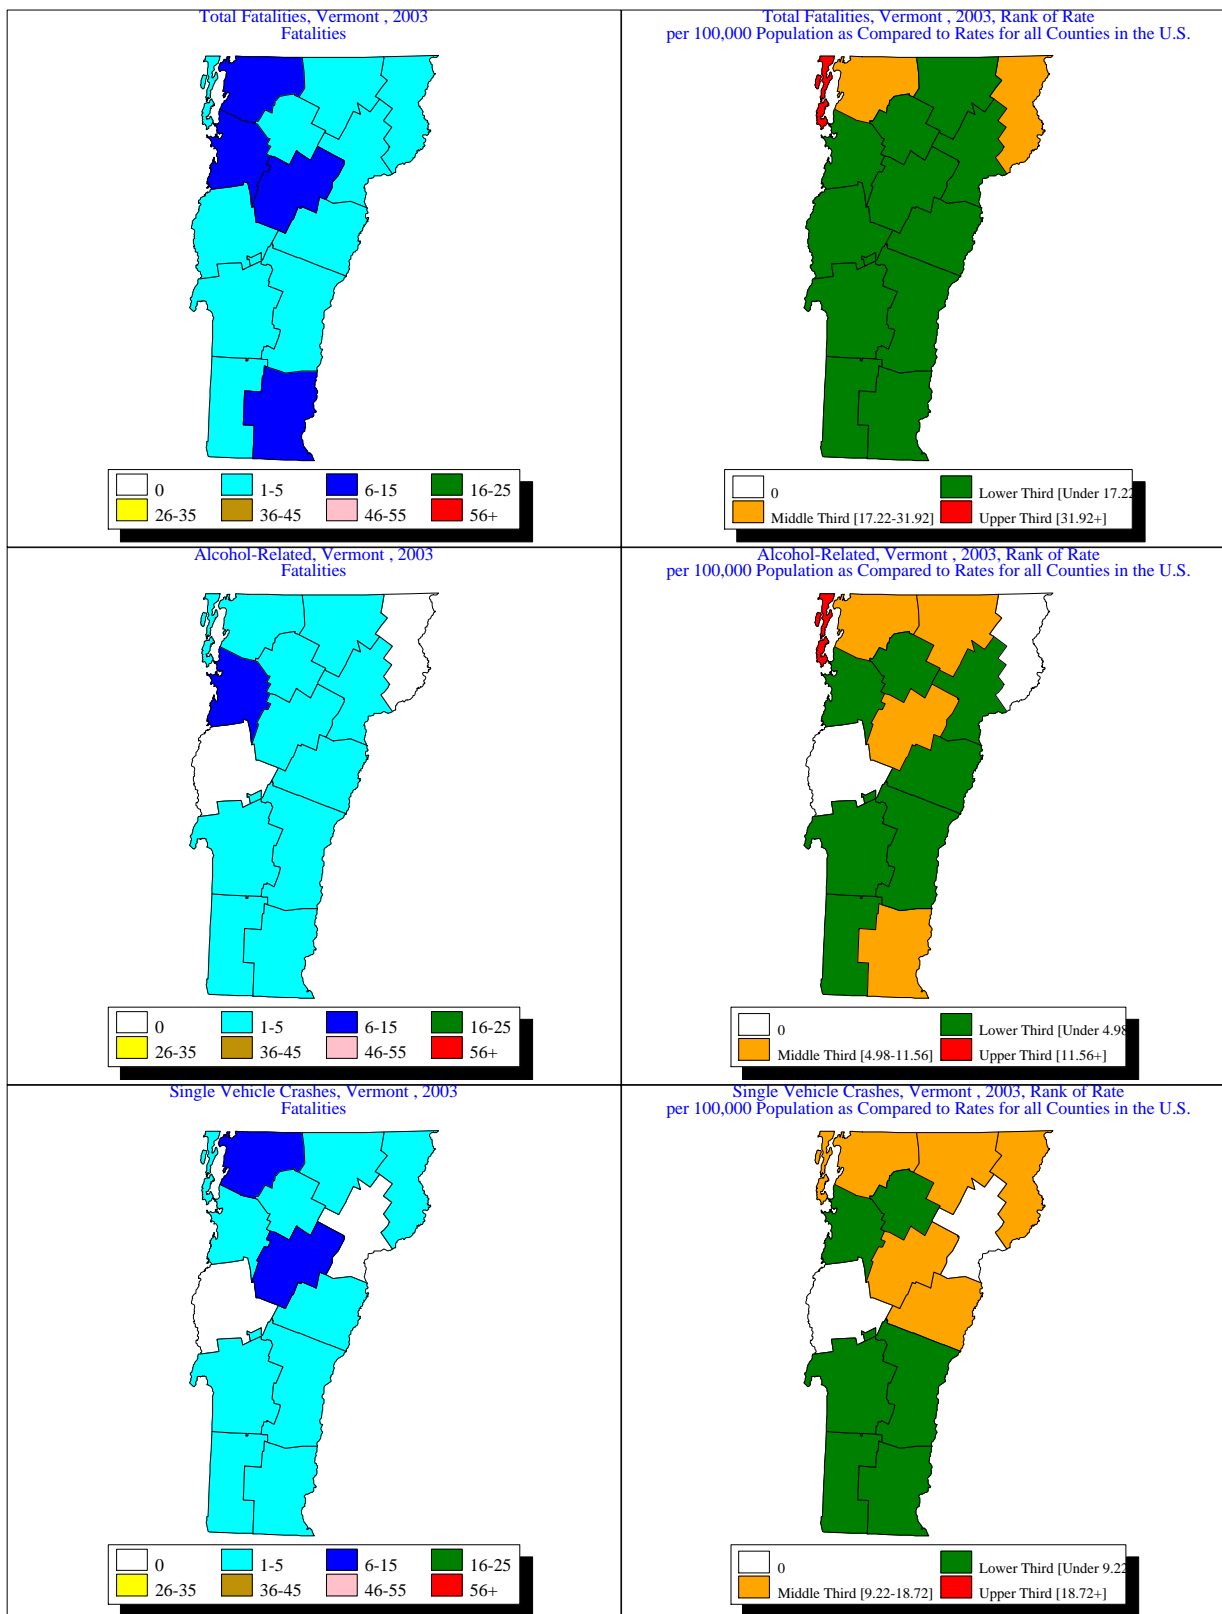 Total Fatalities, Vermont , 2003
Fatalities
0
1-5
6-15
16-25
26-35
36-45
46-55
56+
Total Fatalities, Vermont , 2003, Rank of Rate
per 100,000 Population as Compared to Rates for all Counties in the U.S.
0
Lower Third [Under 17.22
Middle Third [17.22-31.92]
Upper Third [31.92+]
Alcohol-Related, Vermont , 2003
Fatalities
0
1-5
6-15
16-25
26-35
36-45
46-55
56+
Alcohol-Related, Vermont , 2003, Rank of Rate
per 100,000 Population as Compared to Rates for all Counties in the U.S.
0
Lower Third [Under 4.98
Middle Third [4.98-11.56]
Upper Third [11.56+]
Single Vehicle Crashes, Vermont , 2003
Fatalities
0
1-5
6-15
16-25
26-35
36-45
46-55
56+
Single Vehicle Crashes, Vermont , 2003, Rank of Rate
per 100,000 Population as Compared to Rates for all Counties in the U.S.
0
Lower Third [Under 9.22
Middle Third [9.22-18.72]
Upper Third [18.72+]